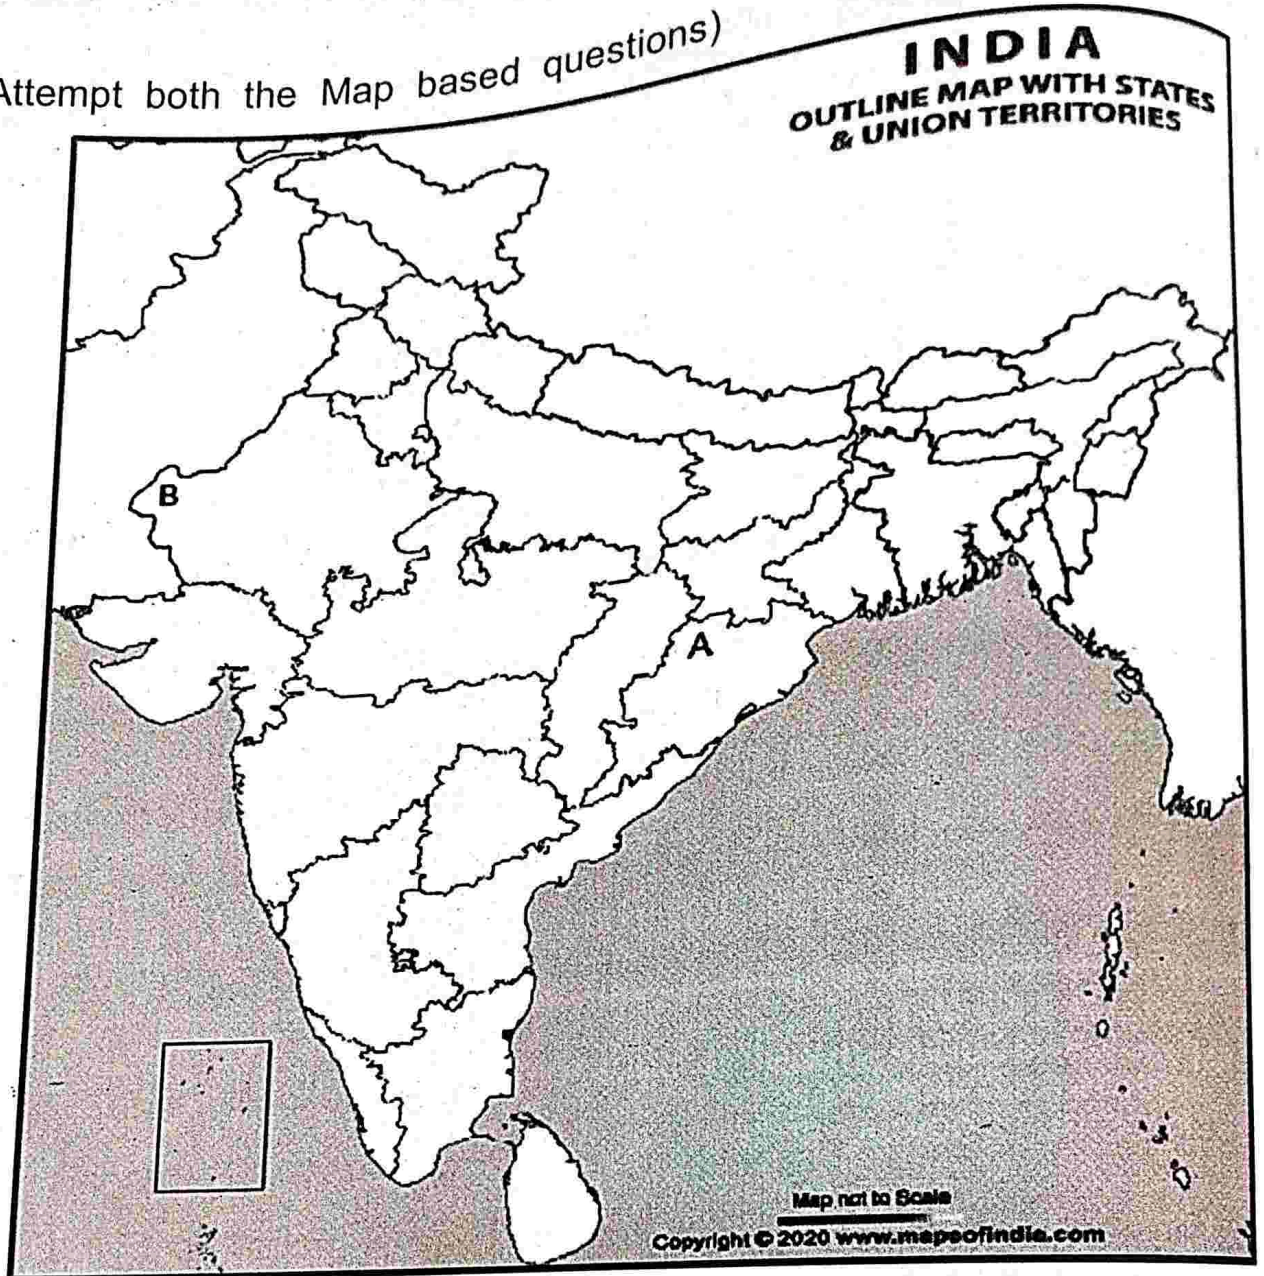 Attempt both the Map based questions)
INDIA
OUTLINE MAP WITH STATES
& UNION TERRITORIES
B
A
Map not to Scale
Copyright © 2020 www.mapsofindia.com